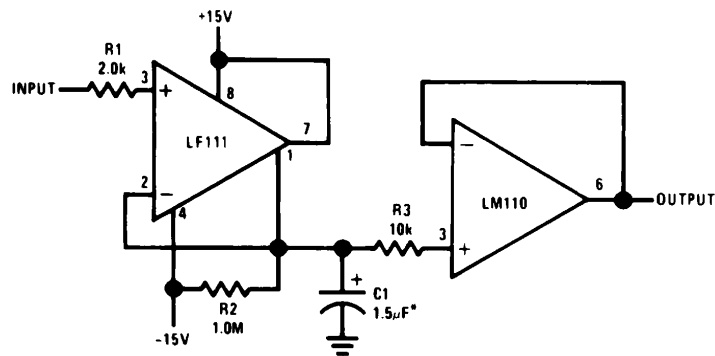 +15V
R1
2.0k
INPUT
3
+
8
LF111
7
1
2
−
4
R2
1.0M
-15V
+
C1
1.5μF*
R3
10k
3
+
−
LM110
6
OUTPUT